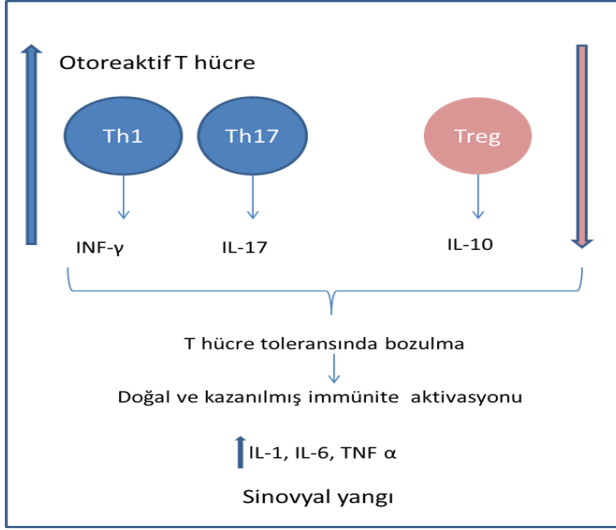 Otoreaktif T hücre
Th1 Th17 Treg
INF-γ IL-17 IL-10
T hücre toleransında bozulma
Doğal ve kazanılmış immünite aktivasyonu
IL-1, IL-6, TNF α
Sinovyal yangı